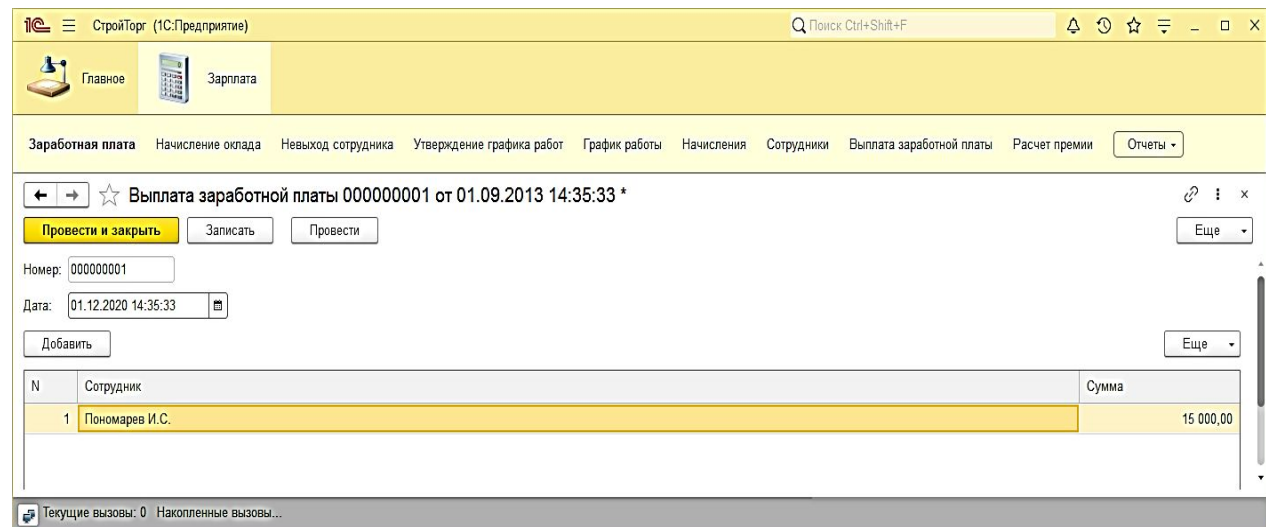 1С СтройТорг (1С:Предприятие) Поиск Ctrl+Shift+F
Главное Зарплата
Заработная плата Начисление оклада Невыход сотрудника Утверждение графика работ График работы Начисления Сотрудники Выплата заработной платы Расчет премии Отчеты
Выплата заработной платы 000000001 от 01.09.2013 14:35:33 *
Провести и закрыть Записать Провести Еще
Номер: 000000001
Дата: 01.12.2020 14:35:33
Добавить Еще
N Сотрудник Сумма
1 Пономарев И.С. 15 000,00
Текущие вызовы: 0 Накопленные вызовы...